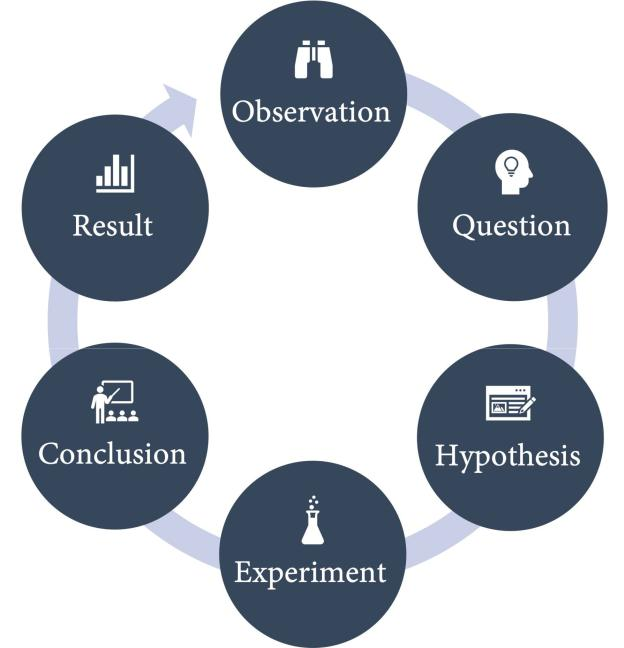 Observation
Question
Hypothesis
Experiment
Conclusion
Result